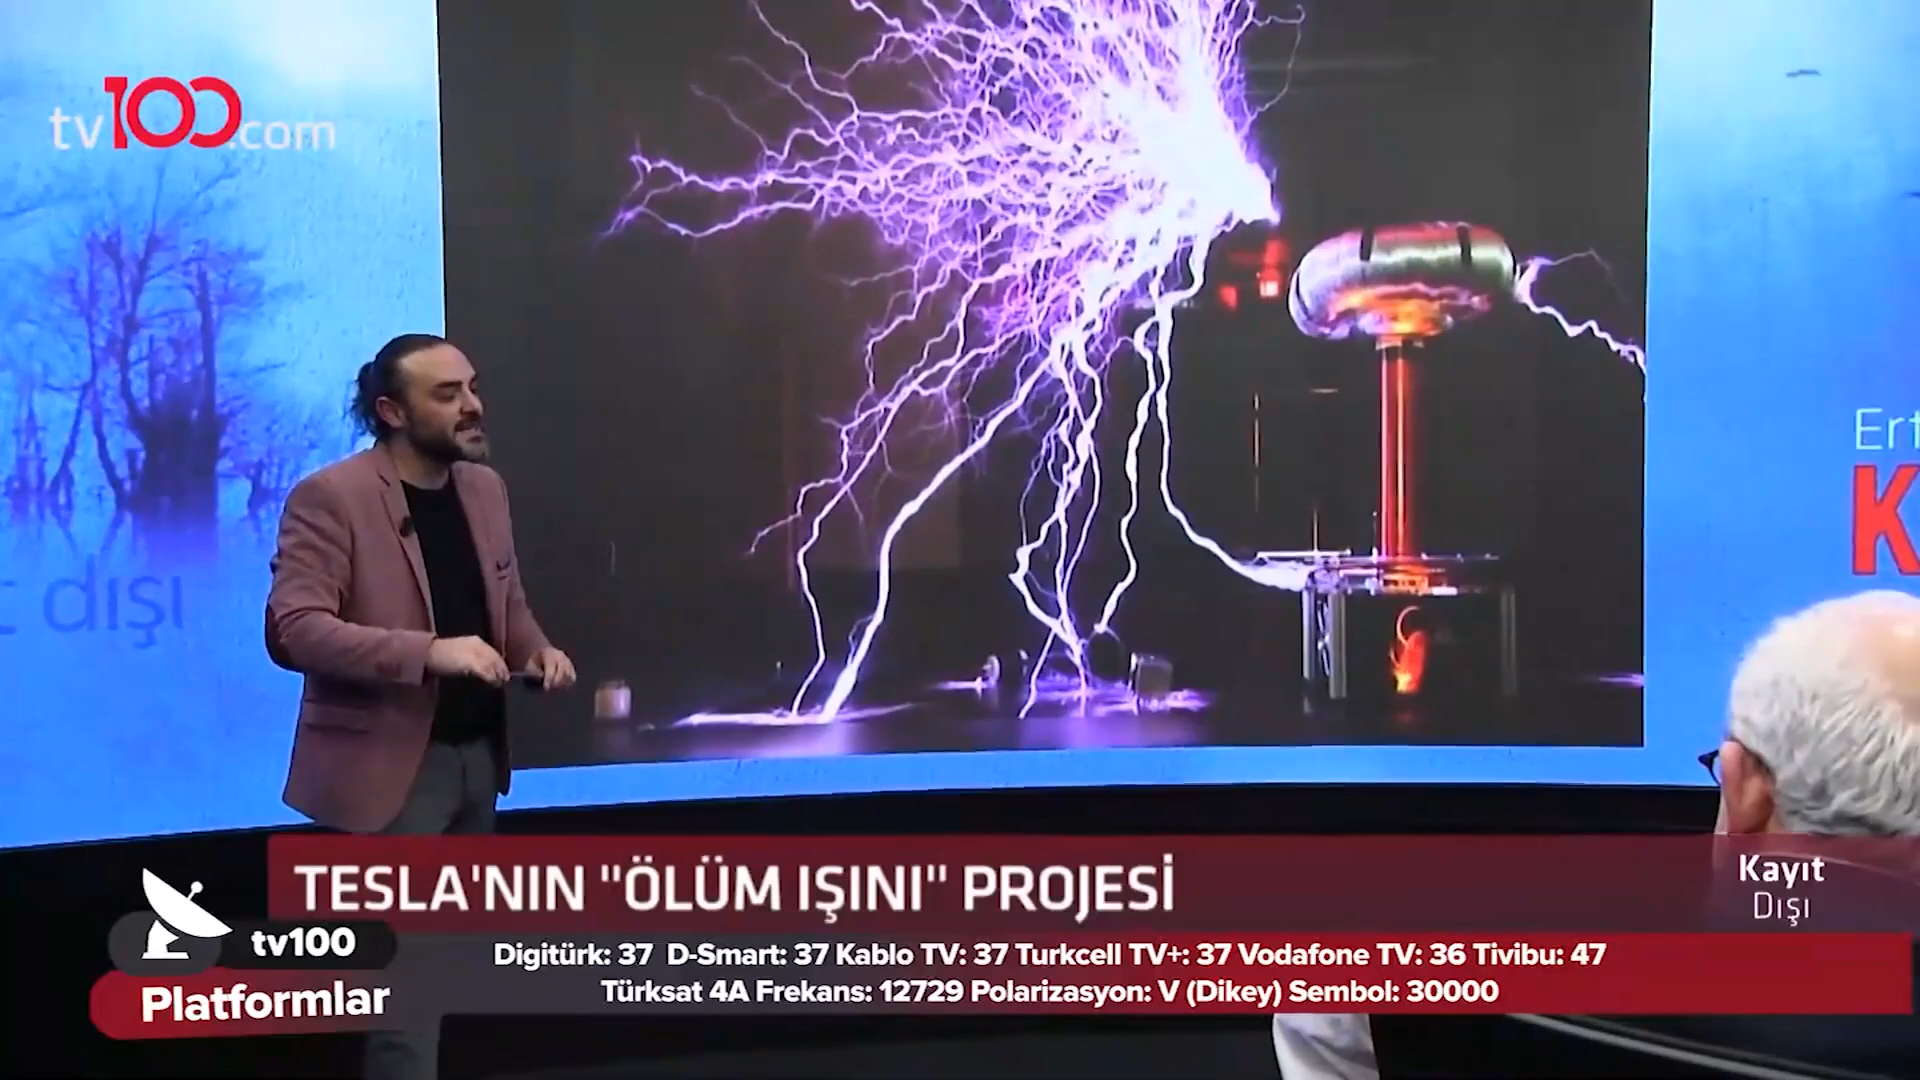 tv100.com
Ert
K
t dışı
TESLA'NIN "ÖLÜM IŞINI" PROJESİ
Kayıt
Dışı
tv100
Platformlar
Digitürk: 37 D-Smart: 37 Kablo TV: 37 Turkcell TV+: 37 Vodafone TV: 36 Tivibu: 47
Türksat 4A Frekans: 12729 Polarizasyon: V (Dikey) Sembol: 30000